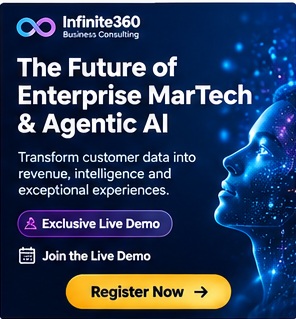 Infinite360
Business Consulting
The Future of
Enterprise MarTech
& Agentic AI
Transform customer data into
revenue, intelligence and
exceptional experiences.
Exclusive Live Demo
Join the Live Demo
Register Now →